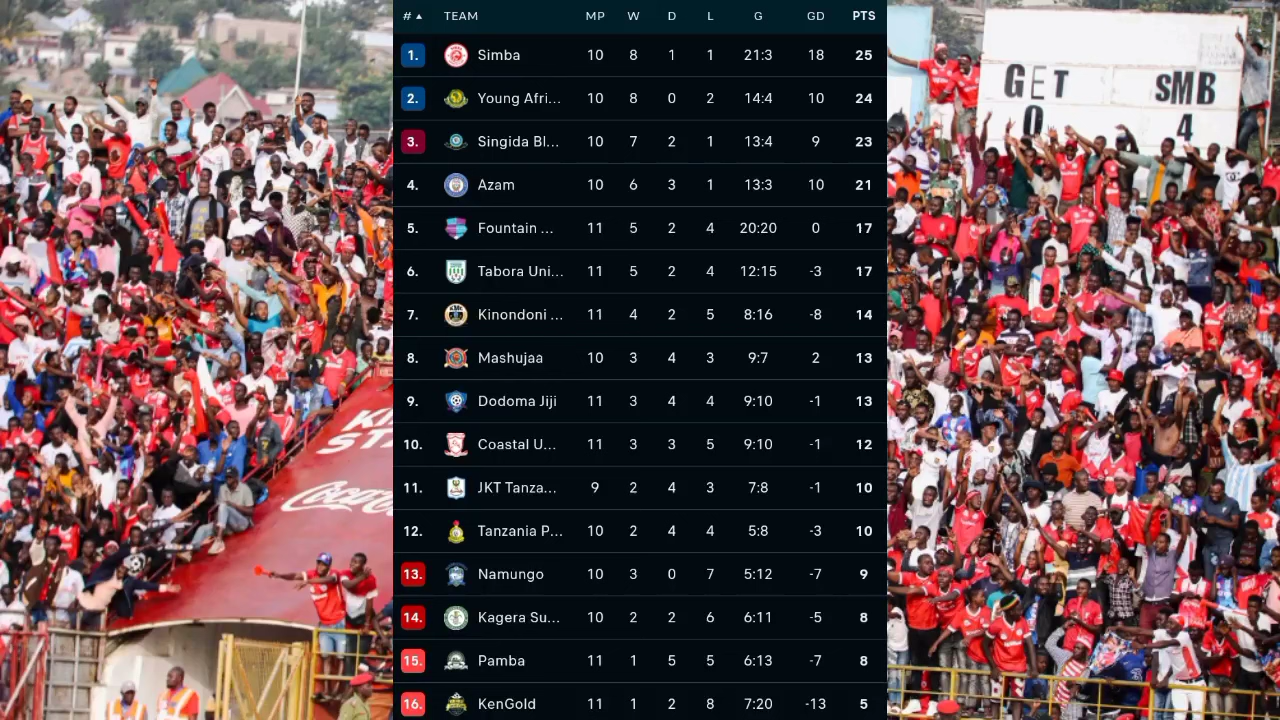 # ▲ TEAM MP W D L G GD PTS
1. Simba 10 8 1 1 21:3 18 25
2. Young Afri... 10 8 0 2 14:4 10 24
3. Singida Bl... 10 7 2 1 13:4 9 23
4. Azam 10 6 3 1 13:3 10 21
5. Fountain ... 11 5 2 4 20:20 0 17
6. Tabora Uni... 11 5 2 4 12:15 -3 17
7. Kinondoni ... 11 4 2 5 8:16 -8 14
8. Mashujaa 10 3 4 3 9:7 2 13
9. Dodoma Jiji 11 3 4 4 9:10 -1 13
10. Coastal U... 11 3 3 5 9:10 -1 12
11. JKT Tanza... 9 2 4 3 7:8 -1 10
12. Tanzania P... 10 2 4 4 5:8 -3 10
13. Namungo 10 3 0 7 5:12 -7 9
14. Kagera Su... 10 2 2 6 6:11 -5 8
15. Pamba 11 1 5 5 6:13 -7 8
16. KenGold 11 1 2 8 7:20 -13 5
GET SMB
0 4